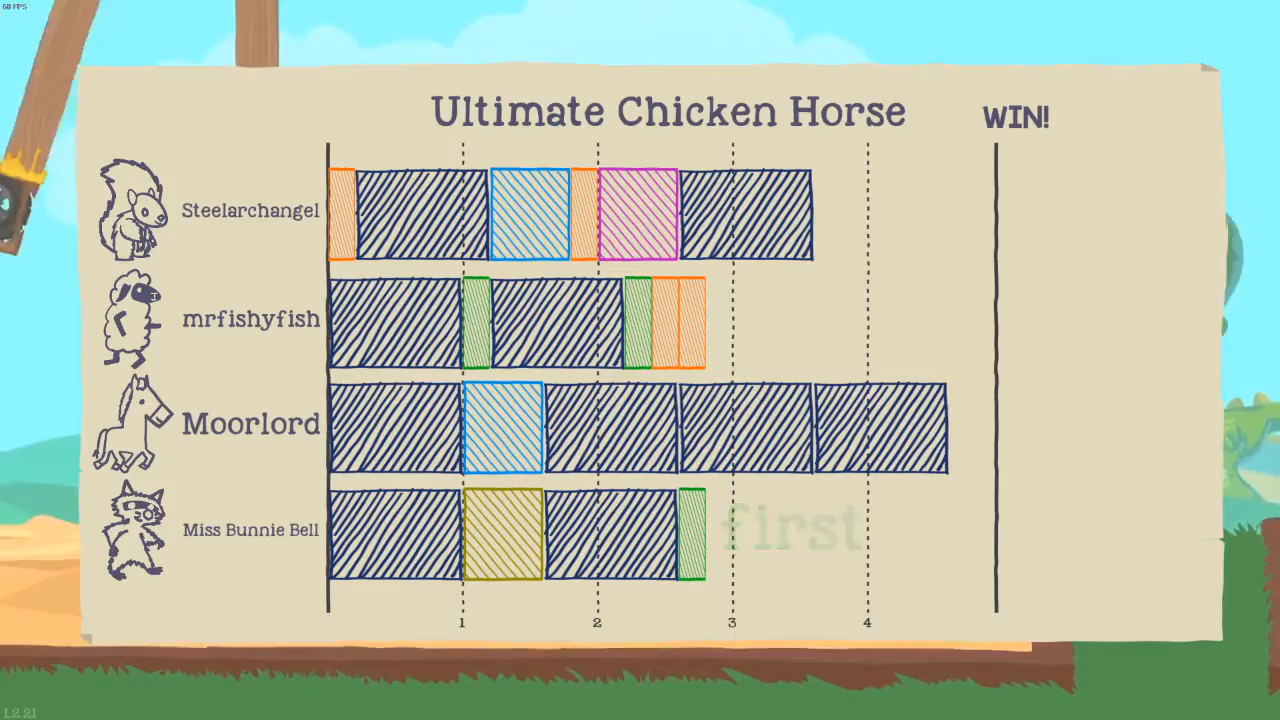 60 FPS
Ultimate Chicken Horse
WIN!
Steelarchangel
mrfishyfish
Moorlord
Miss Bunnie Bell
first
1 2 3 4
1.2.21